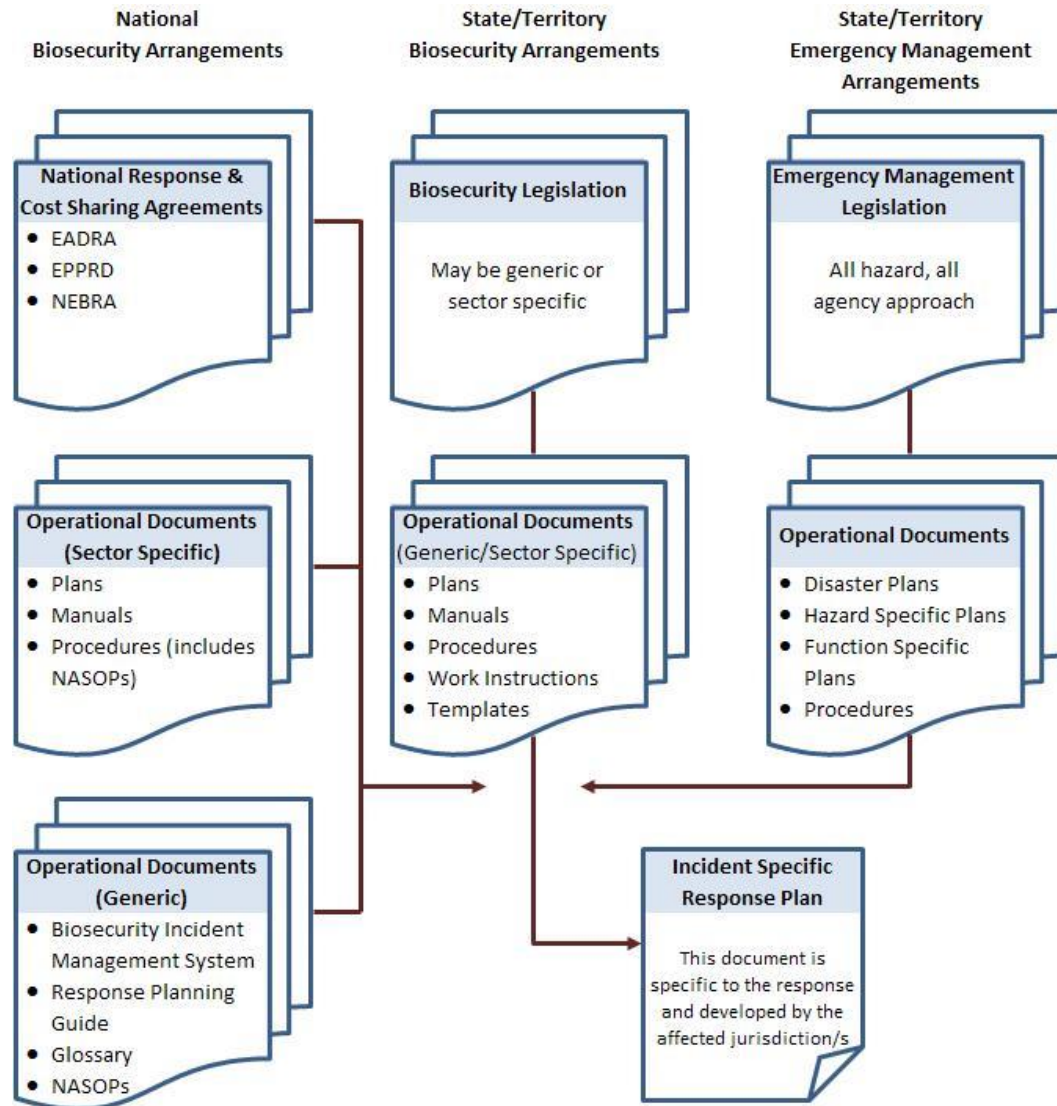 National
Biosecurity Arrangements
State/Territory
Biosecurity Arrangements
State/Territory
Emergency Management
Arrangements
National Response &
Cost Sharing Agreements
• EADRA
• EPPRD
• NEBRA
Biosecurity Legislation
May be generic or
sector specific
Emergency Management
Legislation
All hazard, all
agency approach
Operational Documents
(Sector Specific)
• Plans
• Manuals
• Procedures (includes
NASOPs)
Operational Documents
(Generic/Sector Specific)
• Plans
• Manuals
• Procedures
• Work Instructions
• Templates
Operational Documents
• Disaster Plans
• Hazard Specific Plans
• Function Specific
Plans
• Procedures
Operational Documents
(Generic)
• Biosecurity Incident
Management System
• Response Planning
Guide
• Glossary
• NASOPs
Incident Specific
Response Plan
This document is
specific to the response
and developed by the
affected jurisdiction/s